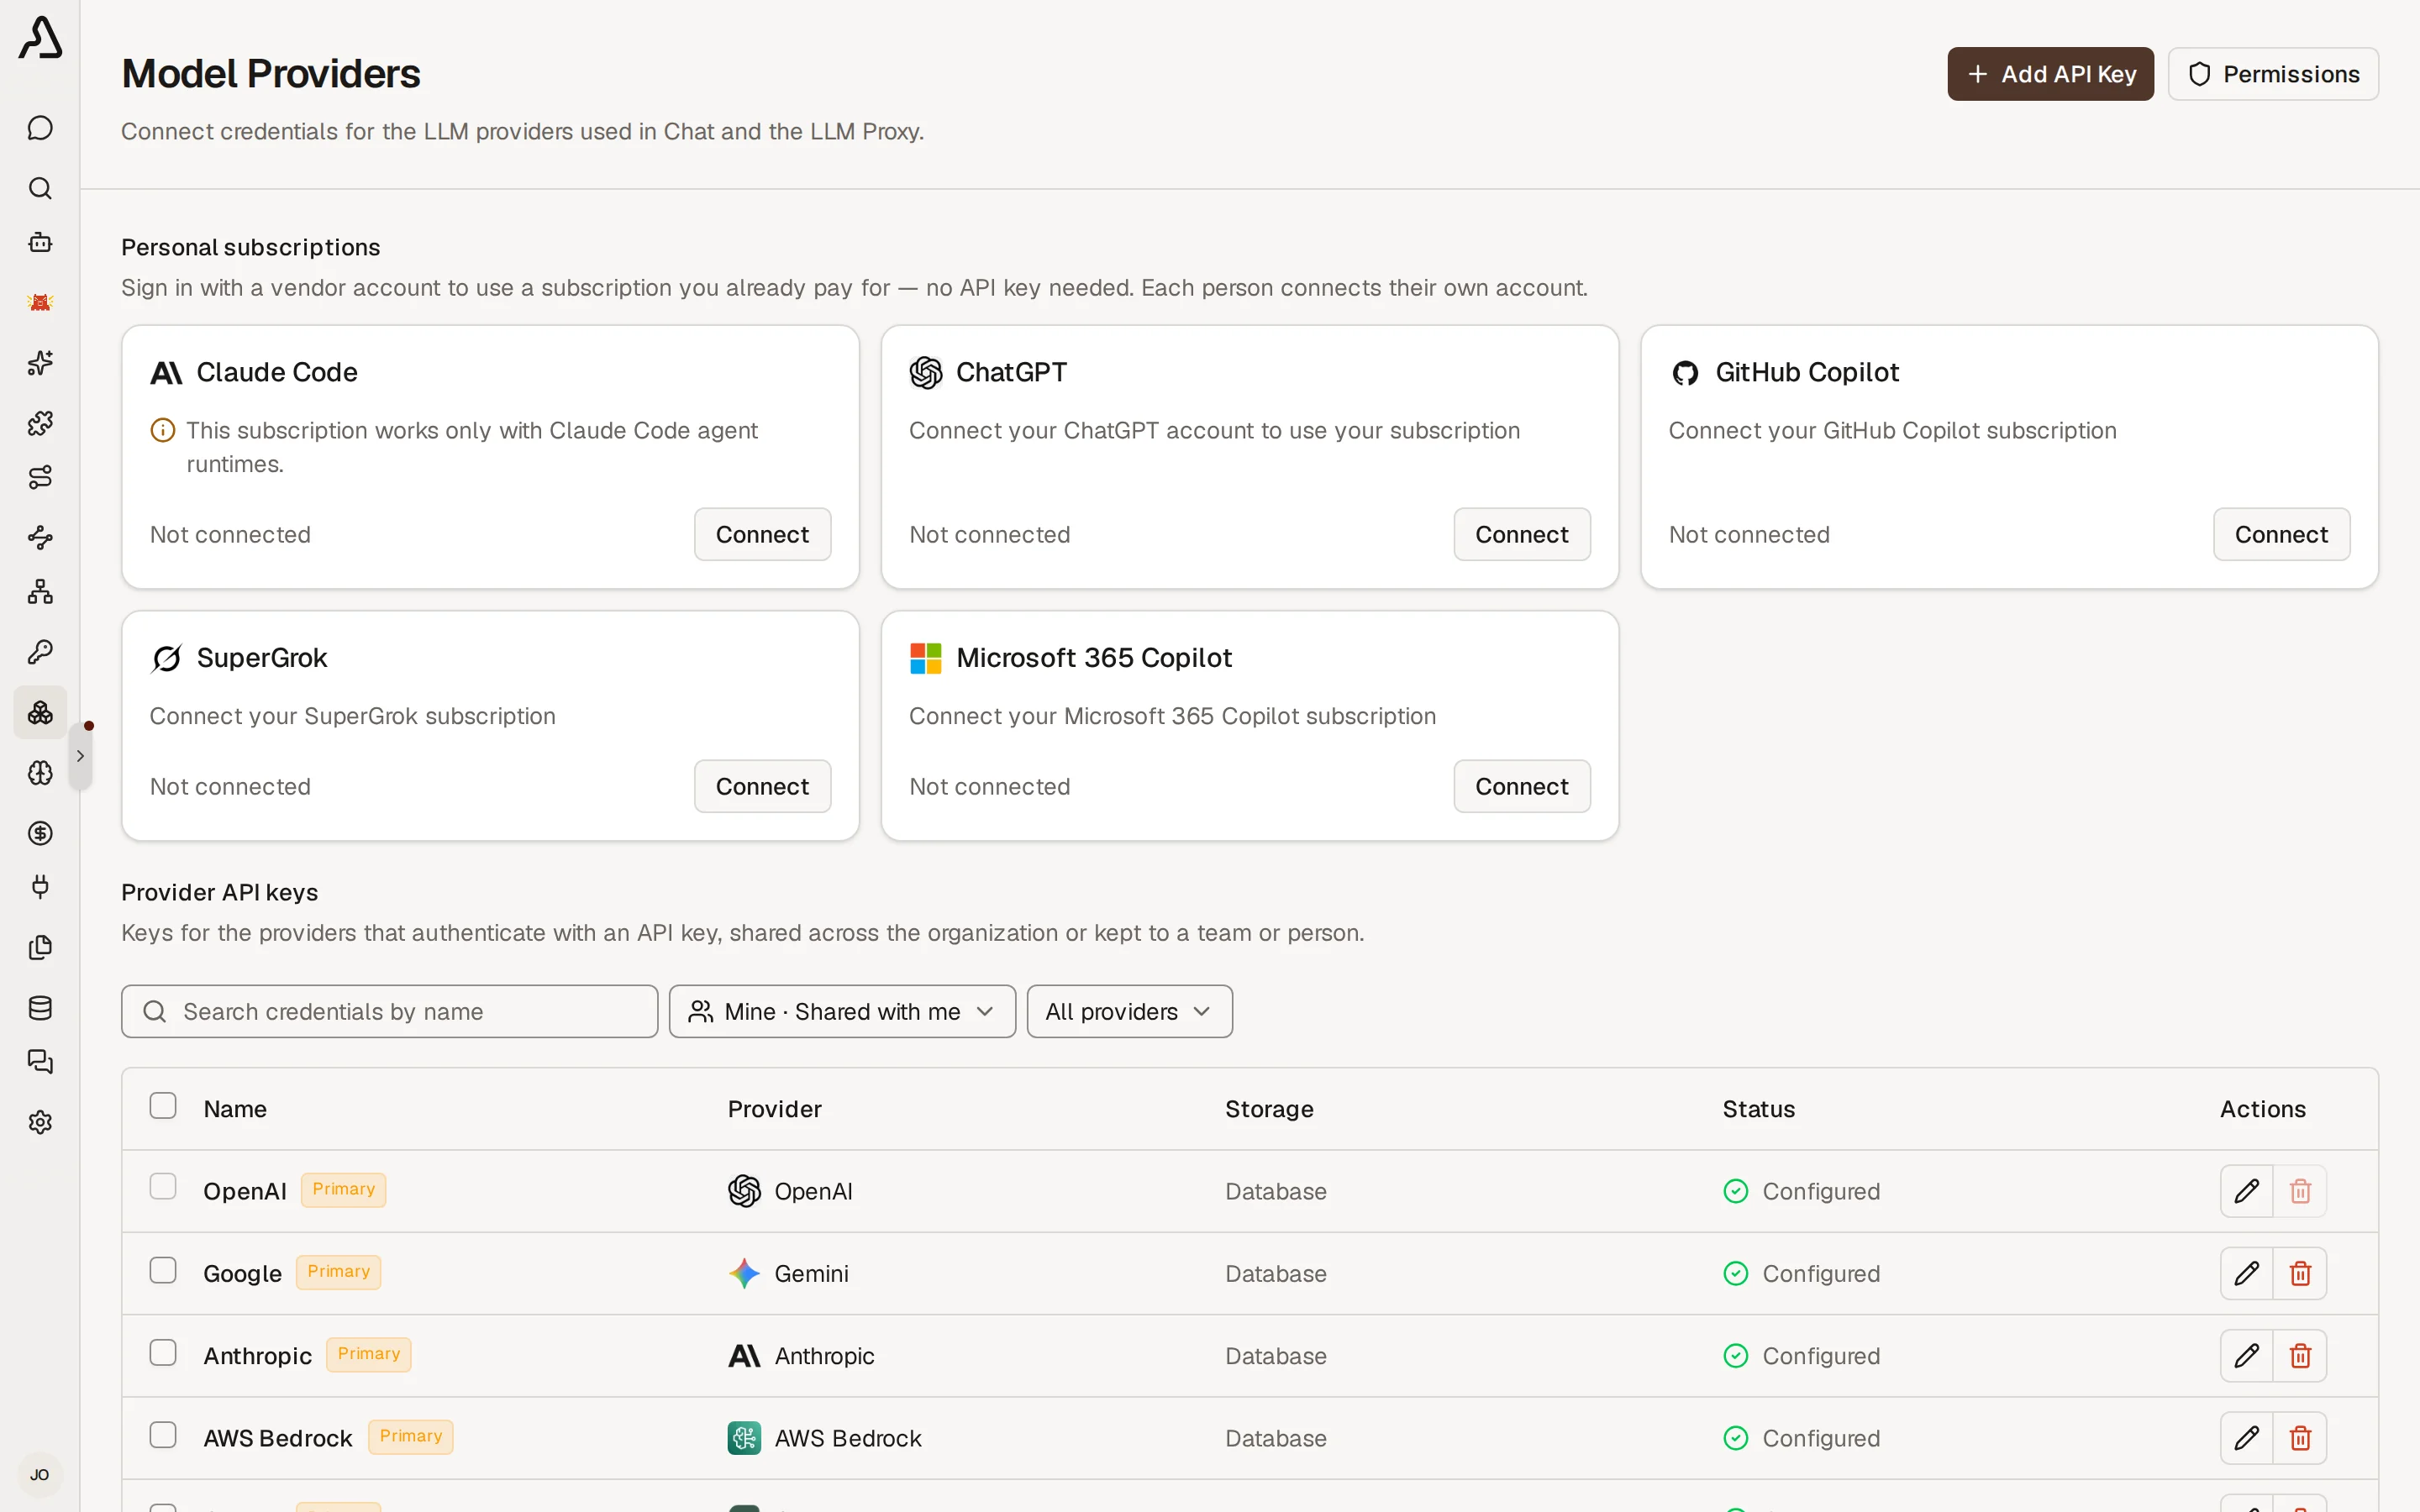 Model Providers
Add API Key
Permissions
Connect credentials for the LLM providers used in Chat and the LLM Proxy.
Personal subscriptions
Sign in with a vendor account to use a subscription you already pay for — no API key needed. Each person connects their own account.
Claude Code
This subscription works only with Claude Code agent
runtimes.
Not connected
Connect
ChatGPT
Connect your ChatGPT account to use your subscription
Not connected
Connect
GitHub Copilot
Connect your GitHub Copilot subscription
Not connected
Connect
SuperGrok
Connect your SuperGrok subscription
Not connected
Connect
Microsoft 365 Copilot
Connect your Microsoft 365 Copilot subscription
Not connected
Connect
Provider API keys
Keys for the providers that authenticate with an API key, shared across the organization or kept to a team or person.
Search credentials by name
Mine · Shared with me
All providers
Name Provider Storage Status Actions
OpenAI Primary OpenAI Database Configured
Google Primary Gemini Database Configured
Anthropic Primary Anthropic Database Configured
AWS Bedrock Primary AWS Bedrock Database Configured
JO